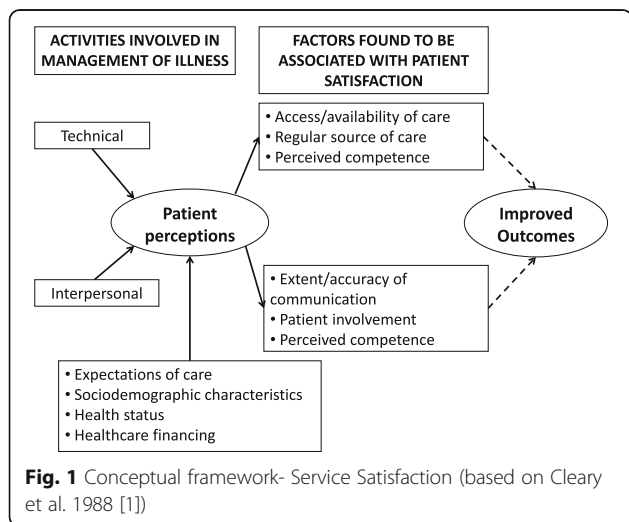 ACTIVITIES INVOLVED IN
MANAGEMENT OF ILLNESS
FACTORS FOUND TO BE
ASSOCIATED WITH PATIENT
SATISFACTION
Technical
Interpersonal
Patient
perceptions
• Access/availability of care
• Regular source of care
• Perceived competence
• Extent/accuracy of
communication
• Patient involvement
• Perceived competence
Improved
Outcomes
• Expectations of care
• Sociodemographic characteristics
• Health status
• Healthcare financing
Fig. 1 Conceptual framework- Service Satisfaction (based on Cleary
et al. 1988 [1])